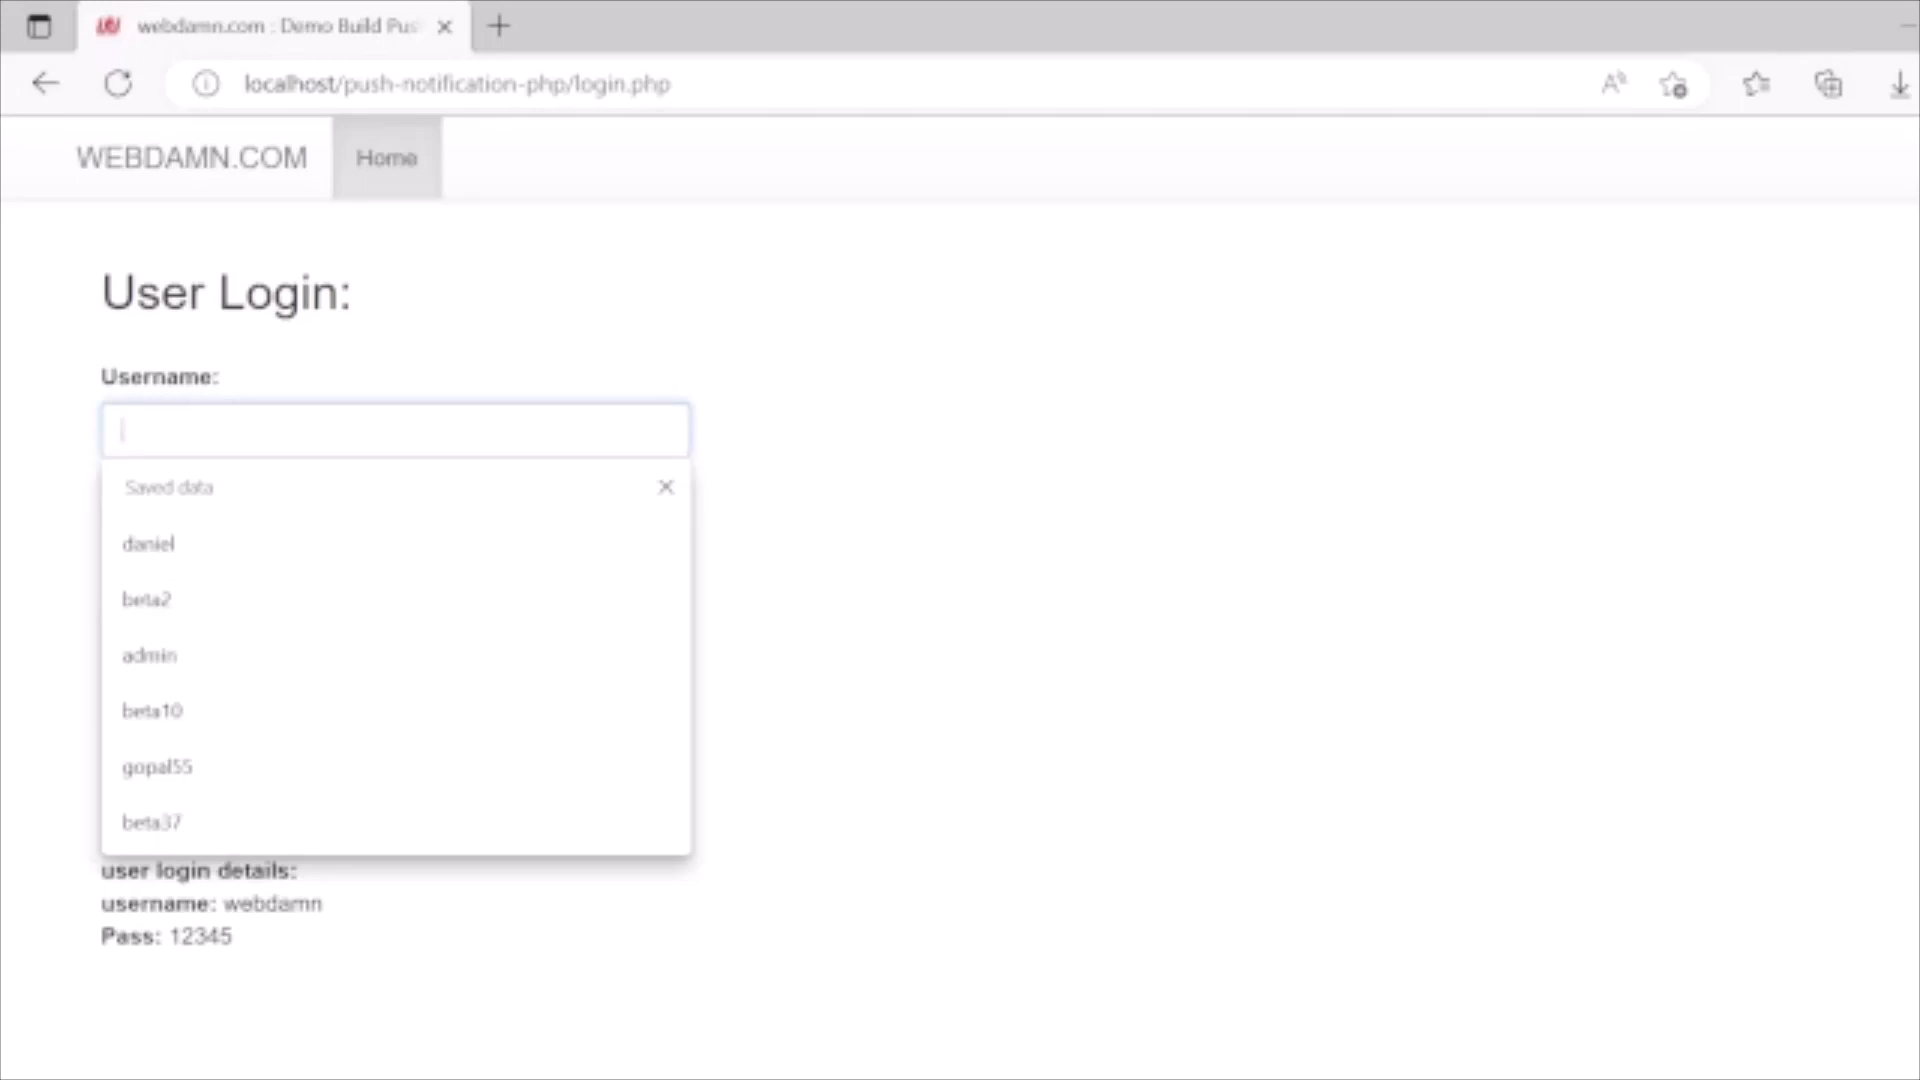 webdamn.com : Demo Build Pus
localhost/push-notification-php/login.php
WEBDAMN.COM Home
User Login:
Username:
Saved data
daniel
beta2
admin
beta10
gopal55
beta37
user login details:
username: webdamn
Pass: 12345